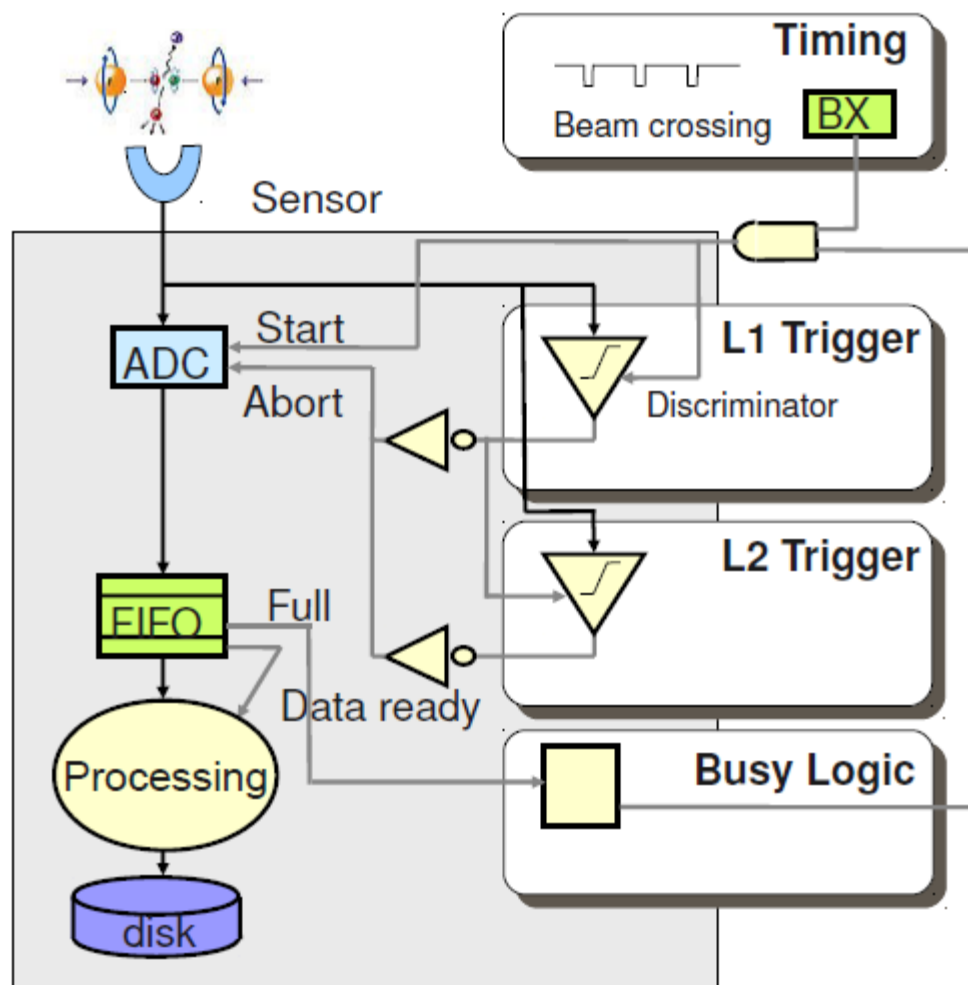 Timing
Beam crossing
BX
Sensor
Start
ADC
Abort
L1 Trigger
Discriminator
L2 Trigger
FIFO
Full
Data ready
Processing
Busy Logic
disk